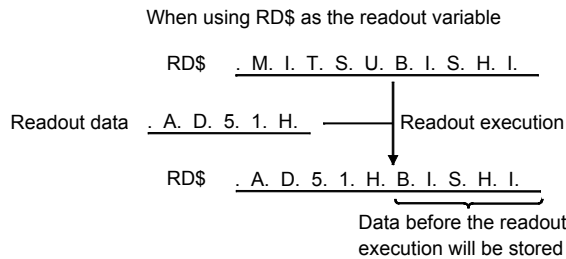 When using RD$ as the readout variable
RD$ . M. I. T. S. U. B. I. S. H. I.
Readout data . A. D. 5. 1. H. Readout execution
RD$ . A. D. 5. 1. H. B. I. S. H. I.
Data before the readout
execution will be stored